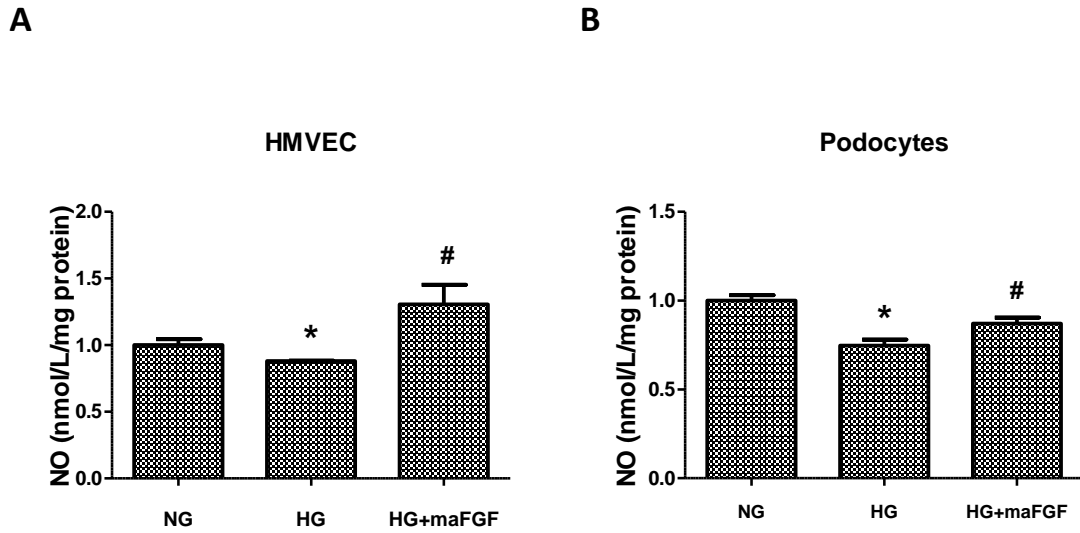 A
HMVEC
NO (nmol/L/mg protein)
2.0
1.5
1.0
0.5
0.0
*
#
NG HG HG+maFGF
B
Podocytes
NO (nmol/L/mg protein)
1.5
1.0
0.5
0.0
*
#
NG HG HG+maFGF